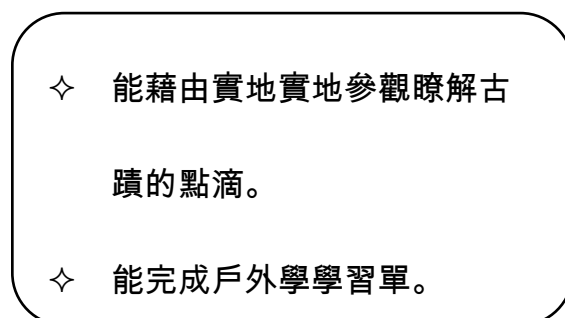 ✧ 能藉由實地實地參觀瞭解古
蹟的點滴。
✧ 能完成戶外學學習單。